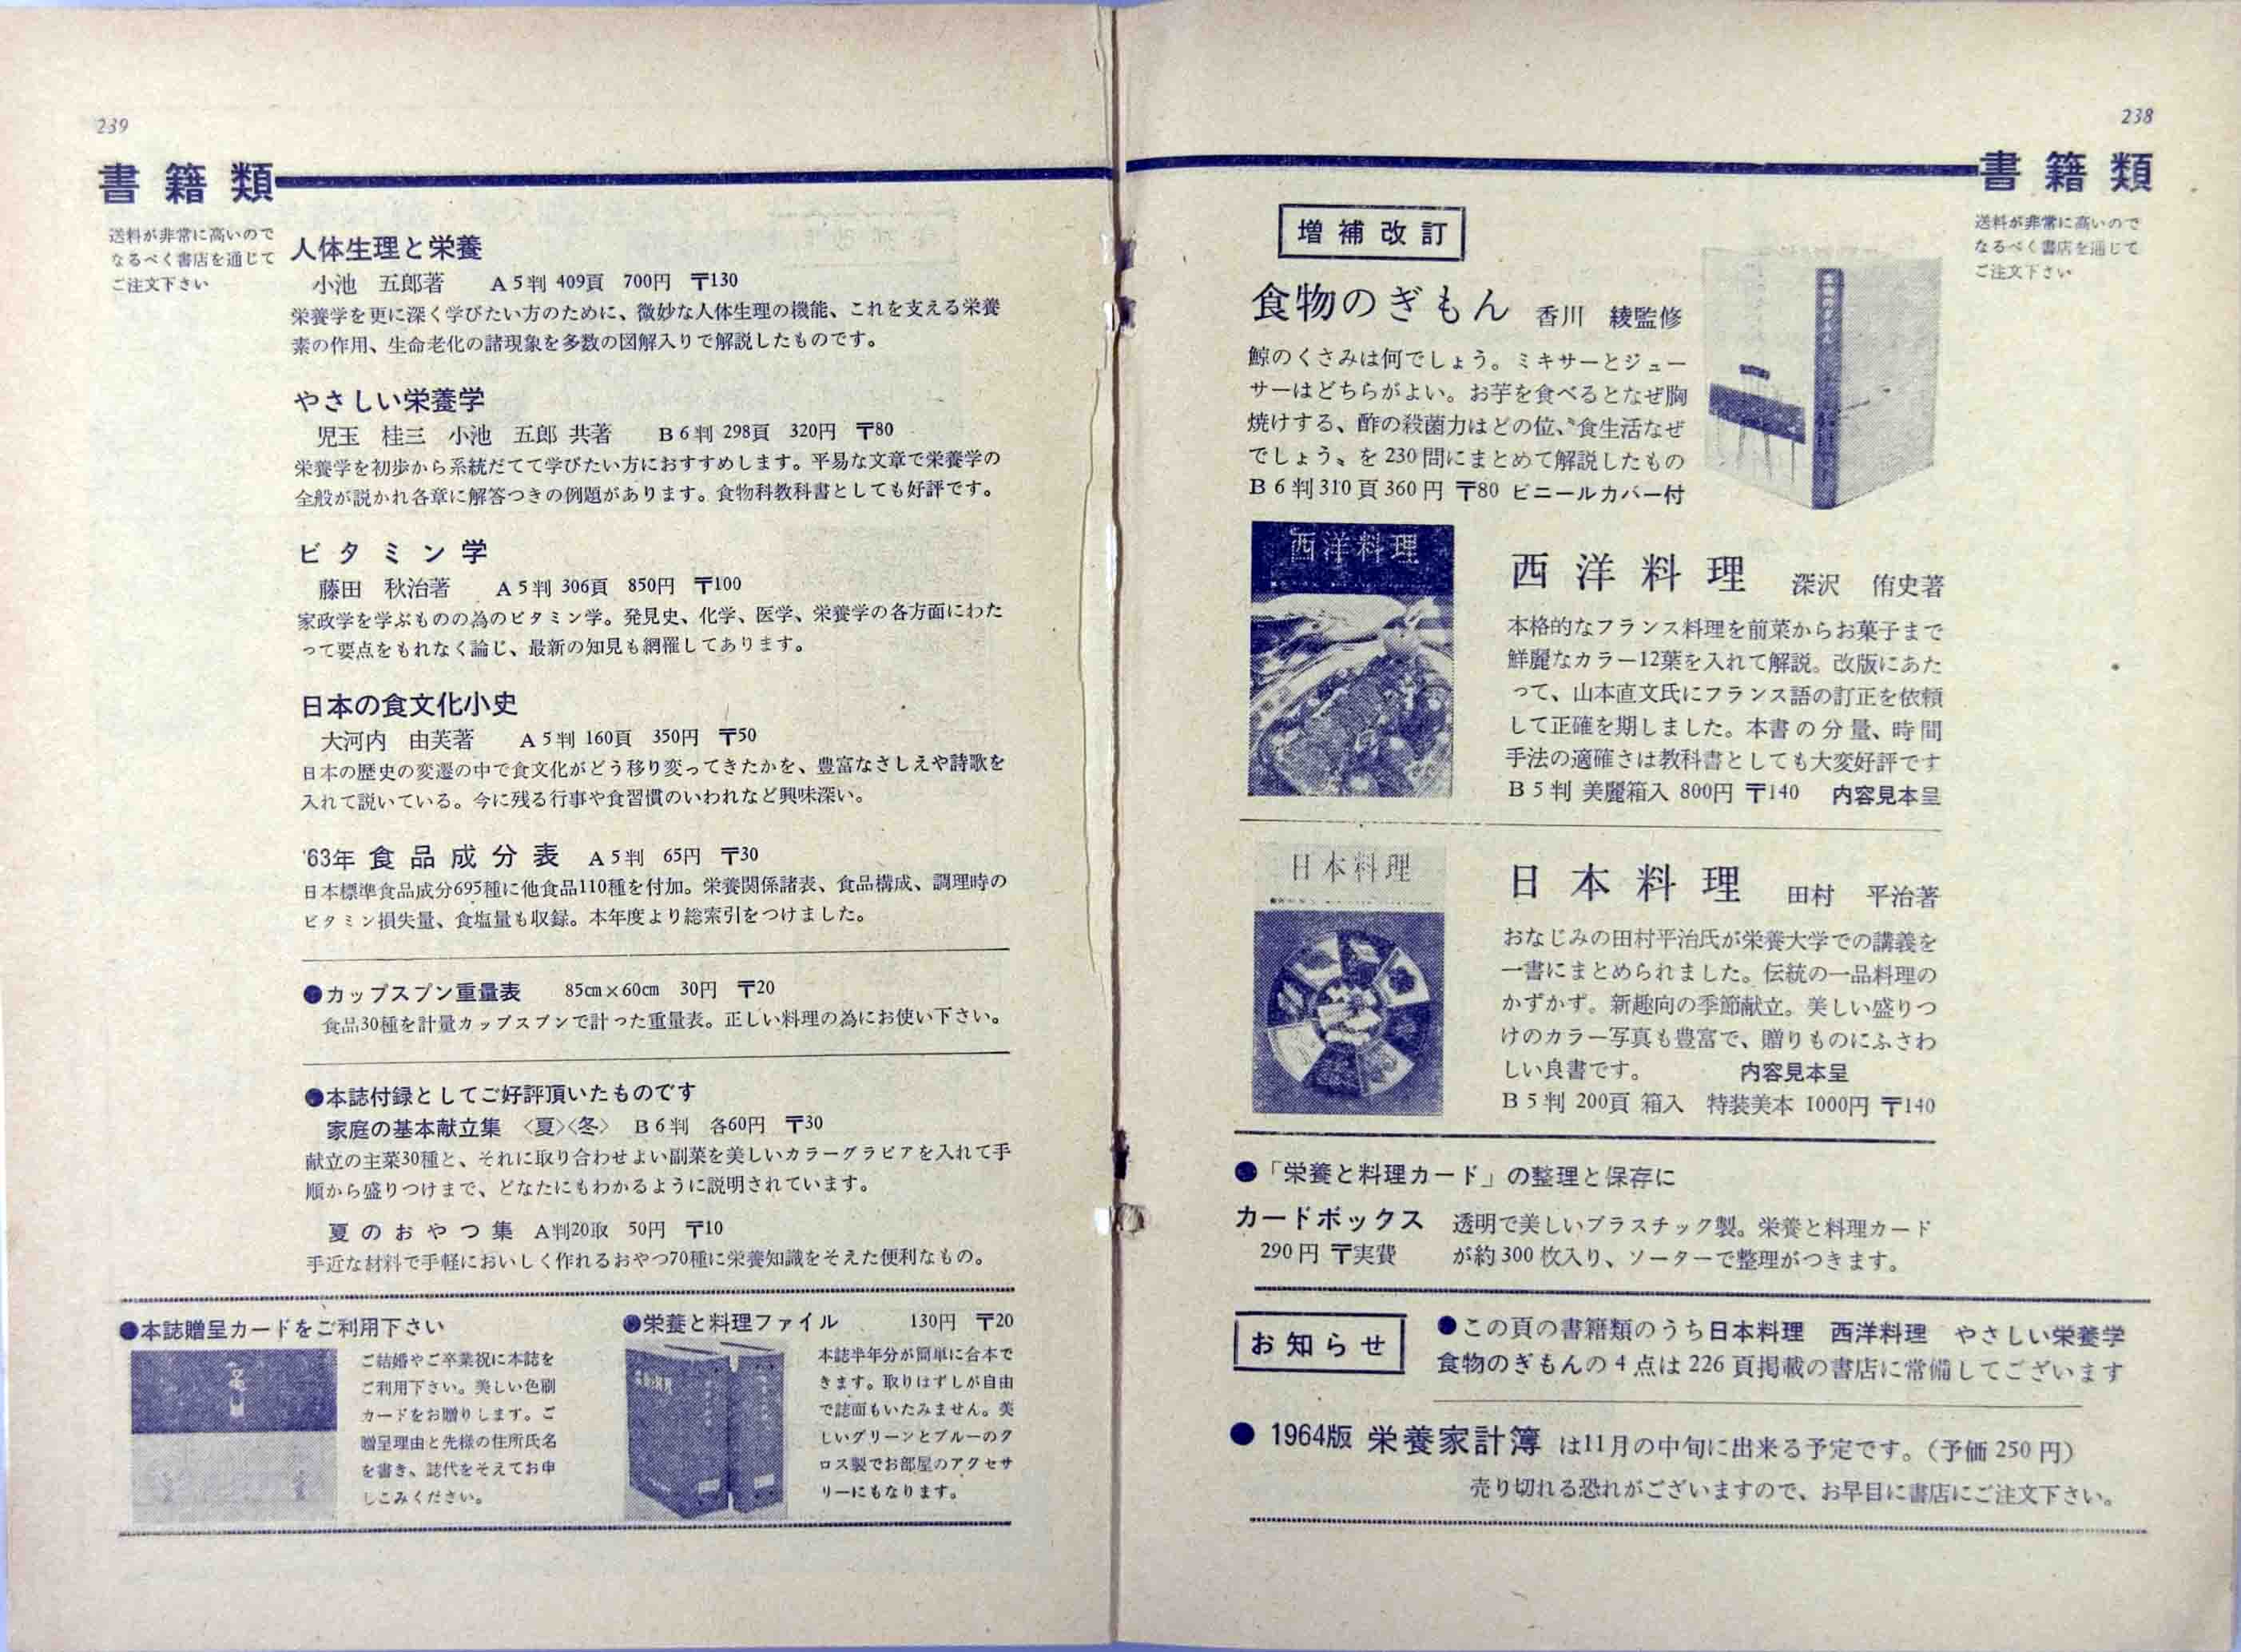 238
書籍類
送料が非常に高いので
なるべく書店を通じて
ご注文下さい
増補改訂
食物のぎもん 香川 綾監修
鯨のくさみは何でしょう。ミキサーとジュー
サーはどちらがよい。お芋を食べるとなぜ胸
焼けする、酢の殺菌力はどの位、〝食生活なぜ
でしょう〟を230問にまとめて解説したもの
B6判310頁360円 〒80 ビニールカバー付
西洋料理
西洋料理 深沢 侑史著
本格的なフランス料理を前菜からお菓子まで
鮮麗なカラー12葉を入れて解説。改版にあた
って、山本直文氏にフランス語の訂正を依頼
して正確を期しました。本書の分量、時間
手法の適確さは教科書としても大変好評です
B5判 美麗箱入 800円 〒140 内容見本呈
日本料理
日本料理 田村 平治著
おなじみの田村平治氏が栄養大学での講義を
一書にまとめられました。伝統の一品料理の
かずかず。新趣向の季節献立。美しい盛りつ
けのカラー写真も豊富で、贈りものにふさわ
しい良書です。 内容見本呈
B5判 200頁 箱入 特装美本 1000円 〒140
●「栄養と料理カード」の整理と保存に
カードボックス 透明で美しいプラスチック製。栄養と料理カード
290円 〒実費 が約300枚入り、ソーターで整理がつきます。
お知らせ
●この頁の書籍類のうち日本料理 西洋料理 やさしい栄養学
食物のぎもんの4点は226頁掲載の書店に常備してございます
● 1964版 栄養家計簿 は11月の中旬に出来る予定です。(予価250円)
売り切れる恐れがございますので、お早目に書店にご注文下さい。
239
書籍類
送料が非常に高いので
なるべく書店を通じて
ご注文下さい
人体生理と栄養
小池 五郎著 A5判 409頁 700円 〒130
栄養学を更に深く学びたい方のために、微妙な人体生理の機能、これを支える栄養
素の作用、生命老化の諸現象を多数の図解入りで解説したものです。
やさしい栄養学
児玉 桂三 小池 五郎 共著 B6判 298頁 320円 〒80
栄養学を初歩から系統だてて学びたい方におすすめします。平易な文章で栄養学の
全般が説かれ各章に解答つきの例題があります。食物科教科書としても好評です。
ビタミン学
藤田 秋治著 A5判 306頁 850円 〒100
家政学を学ぶものの為のビタミン学。発見史、化学、医学、栄養学の各方面にわた
って要点をもれなく論じ、最新の知見も網羅してあります。
日本の食文化小史
大河内 由芙著 A5判 160頁 350円 〒50
日本の歴史の変遷の中で食文化がどう移り変ってきたかを、豊富なさしえや詩歌を
入れて説いている。今に残る行事や食習慣のいわれなど興味深い。
'63年 食品成分表 A5判 65円 〒30
日本標準食品成分695種に他食品110種を付加。栄養関係諸表、食品構成、調理時の
ビタミン損失量、食塩量も収録。本年度より総索引をつけました。
●カップスプン重量表 85cm×60cm 30円 〒20
食品30種を計量カップスプンで計った重量表。正しい料理の為にお使い下さい。
●本誌付録としてご好評頂いたものです
家庭の基本献立集 〈夏〉〈冬〉 B6判 各60円 〒30
献立の主菜30種と、それに取り合わせよい副菜を美しいカラーグラビアを入れて手
順から盛りつけまで、どなたにもわかるように説明されています。
夏のおやつ集 A判20取 50円 〒10
手近な材料で手軽においしく作れるおやつ70種に栄養知識をそえた便利なもの。
●本誌贈呈カードをご利用下さい
ご結婚やご卒業祝に本誌を
ご利用下さい。美しい色刷
カードをお贈りします。ご
贈呈理由と先様の住所氏名
を書き、誌代をそえてお申
しこみください。
●栄養と料理ファイル 130円 〒20
本誌半年分が簡単に合本で
きます。取りはずしが自由
で誌面もいたみません。美
しいグリーンとブルーのク
ロス製でお部屋のアクセサ
リーにもなります。